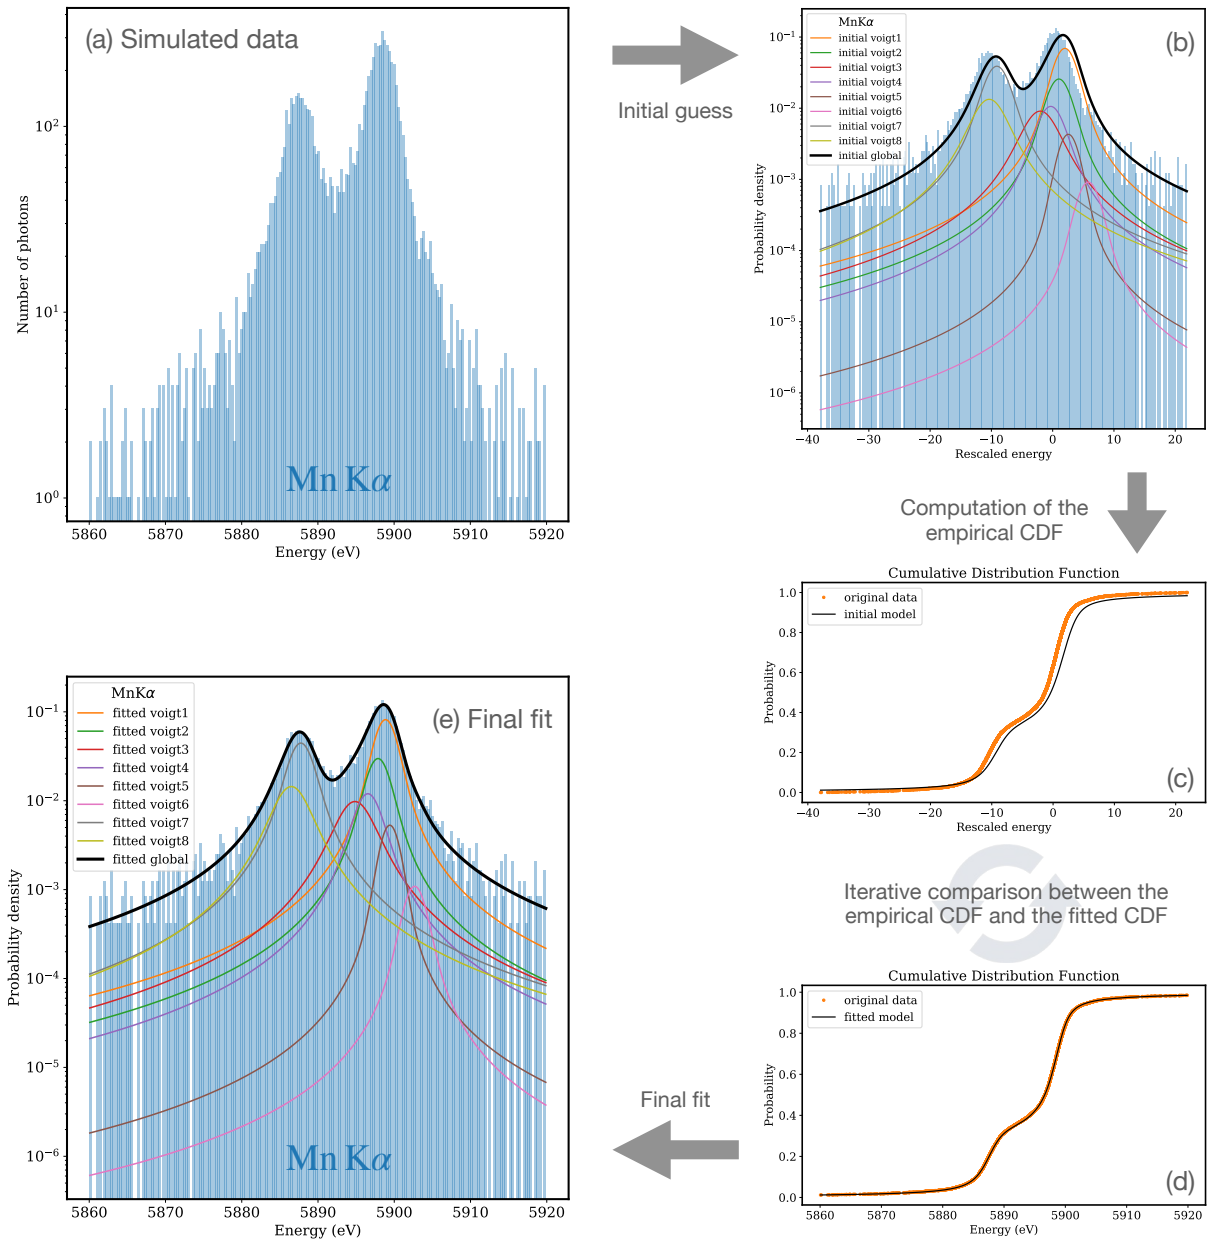 (a) Simulated data
Number of photons
10²
10¹
10⁰
Mn Kα
5860 5870 5880 5890 5900 5910 5920
Energy (eV)
Initial guess
(b)
MnKα
initial voigt1
initial voigt2
initial voigt3
initial voigt4
initial voigt5
initial voigt6
initial voigt7
initial voigt8
initial global
Probability density
10⁻¹
10⁻²
10⁻³
10⁻⁴
10⁻⁵
10⁻⁶
−40 −30 −20 −10 0 10 20
Rescaled energy
Computation of the
empirical CDF
Cumulative Distribution Function
original data
initial model
Probability
1.0
0.8
0.6
0.4
0.2
0.0
(c)
−40 −30 −20 −10 0 10 20
Rescaled energy
Iterative comparison between the
empirical CDF and the fitted CDF
Cumulative Distribution Function
original data
fitted model
Probability
1.0
0.8
0.6
0.4
0.2
0.0
(d)
5860 5870 5880 5890 5900 5910 5920
Energy (eV)
Final fit
(e) Final fit
MnKα
fitted voigt1
fitted voigt2
fitted voigt3
fitted voigt4
fitted voigt5
fitted voigt6
fitted voigt7
fitted voigt8
fitted global
Probability density
10⁻¹
10⁻²
10⁻³
10⁻⁴
10⁻⁵
10⁻⁶
Mn Kα
5860 5870 5880 5890 5900 5910 5920
Energy (eV)